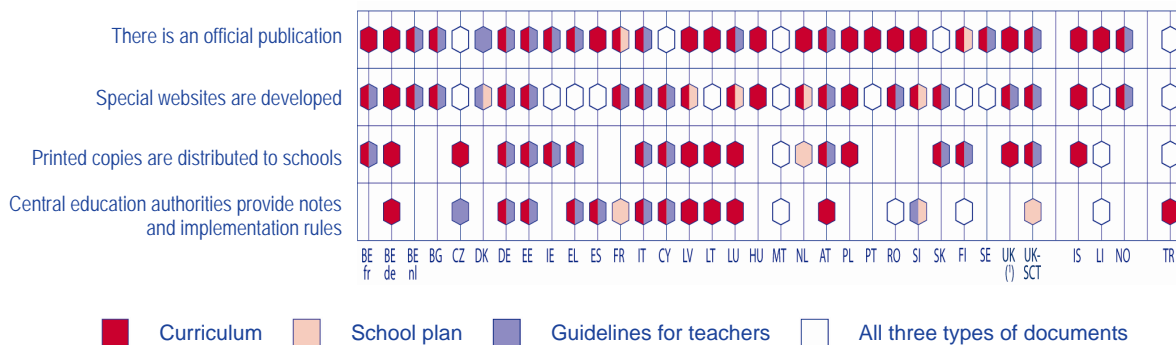 There is an official publication
Special websites are developed
Printed copies are distributed to schools
Central education authorities provide notes
and implementation rules
BE BE BE BG CZ DK DE EE IE EL ES FR IT CY LV LT LU HU MT NL AT PL PT RO SI SK FI SE UK UK- IS LI NO TR
fr de nl (¹) SCT
Curriculum School plan Guidelines for teachers All three types of documents